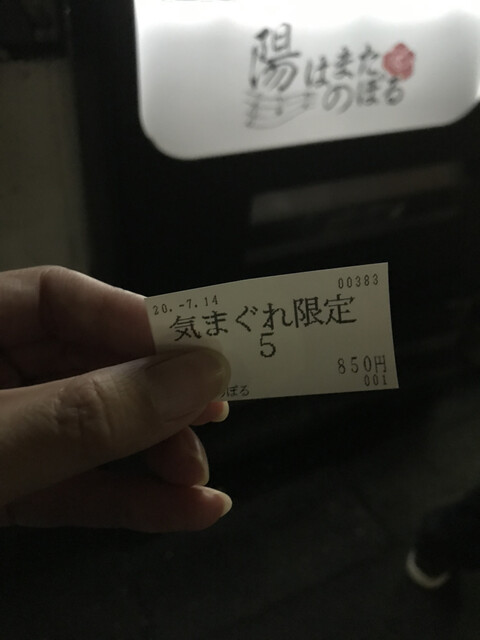 陽はまた
のぼる
20.-7.14
00383
気まぐれ限定
5
850円
001
のぼる